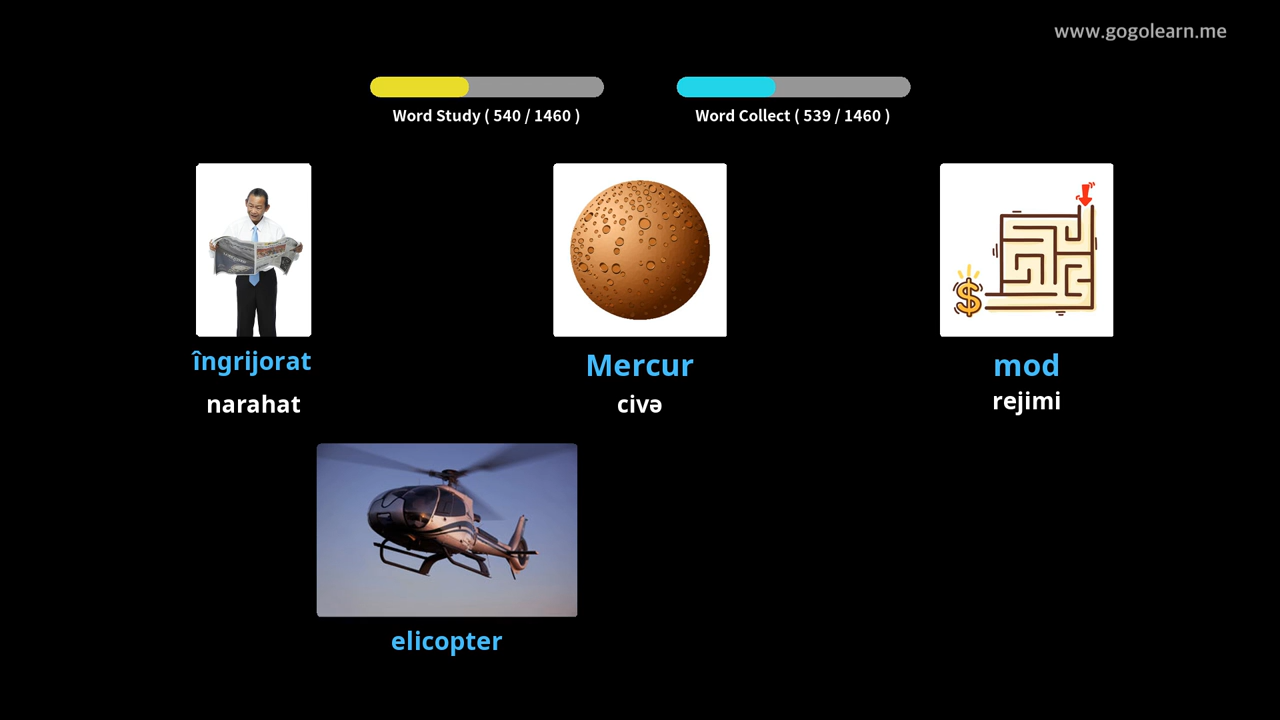 www.gogolearn.me
Word Study ( 540 / 1460 )
Word Collect ( 539 / 1460 )
îngrijorat
narahat
Mercur
civə
mod
rejimi
elicopter